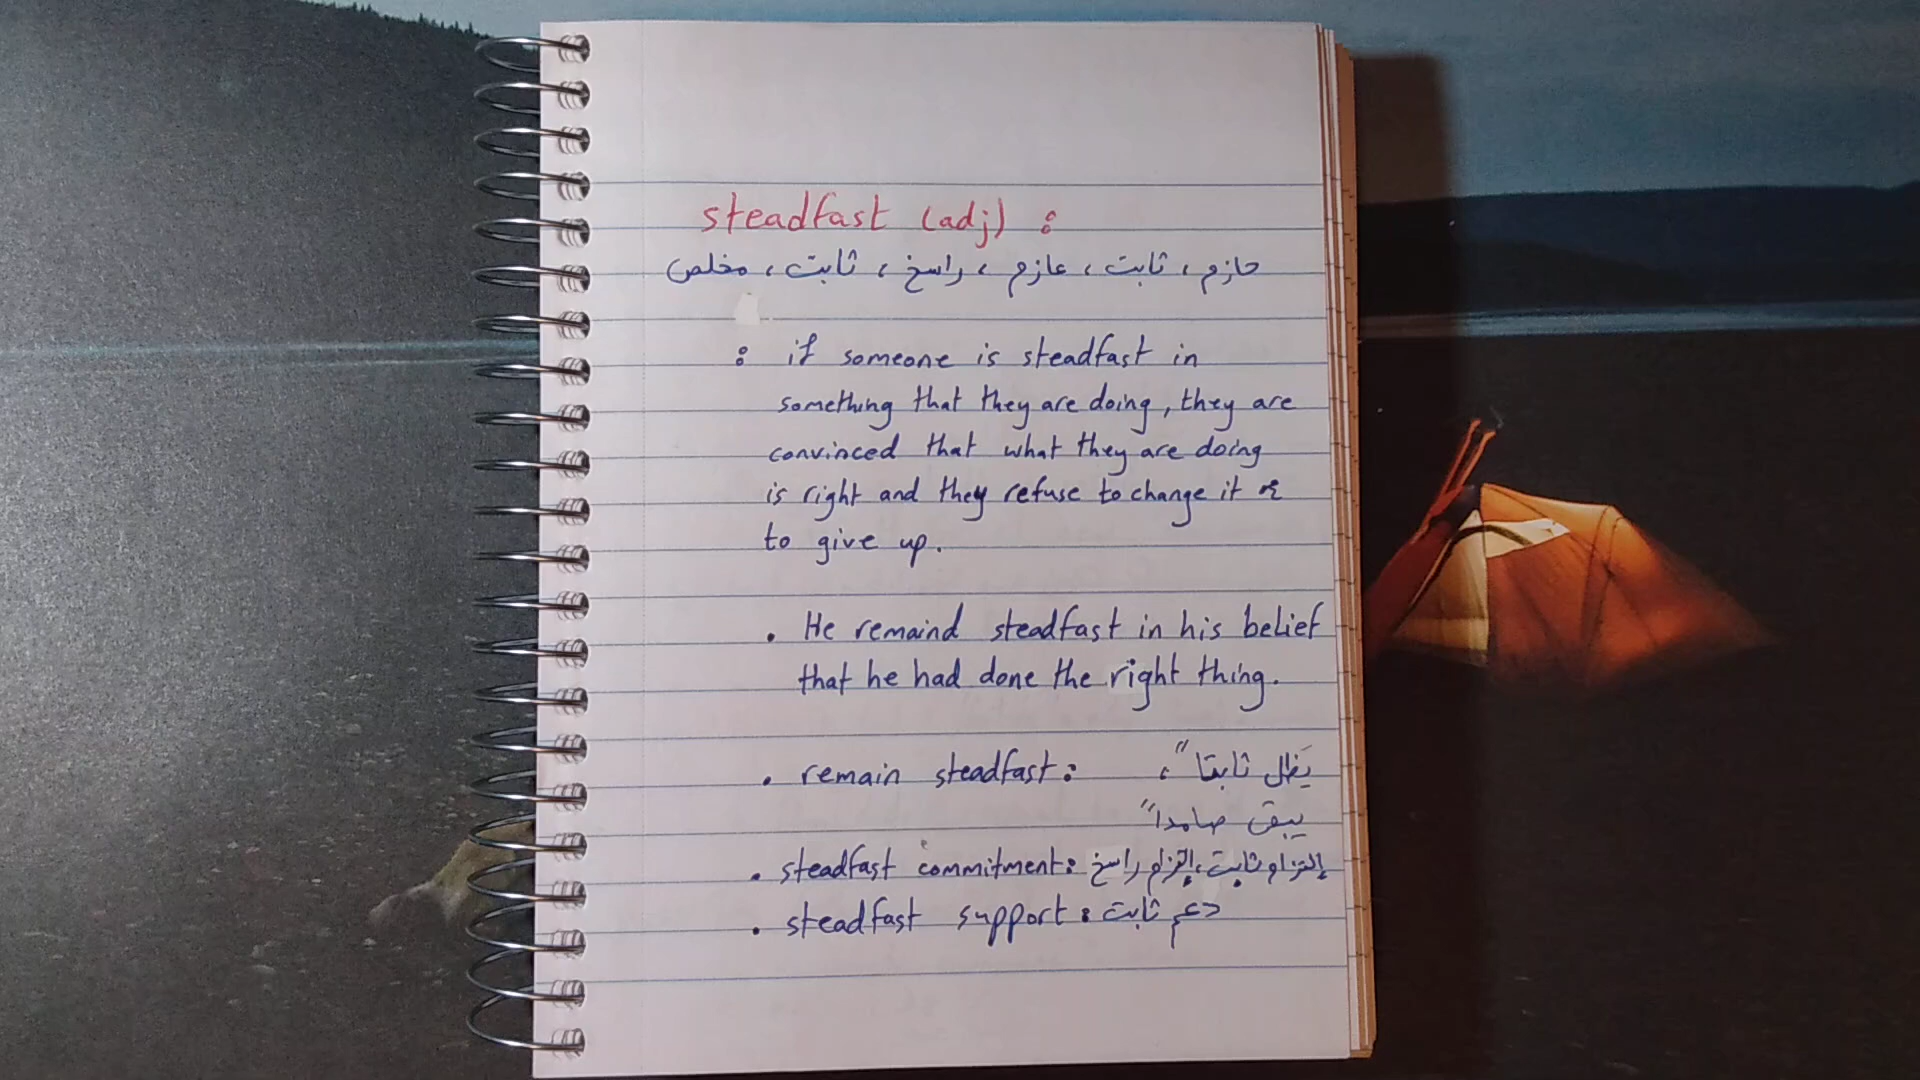 steadfast (adj) :
حازم ، ثابت ، عازم ، راسخ ، ثابت ، مخلص
: if someone is steadfast in
something that they are doing, they are
convinced that what they are doing
is right and they refuse to change it or
to give up.
. He remaind steadfast in his belief
that he had done the right thing.
. remain steadfast : يَظل ثابتاً ،
يبقى صامداً
. steadfast commitment : إلتزام ثابت ، إلتزام راسخ
. steadfast support : دعم ثابت